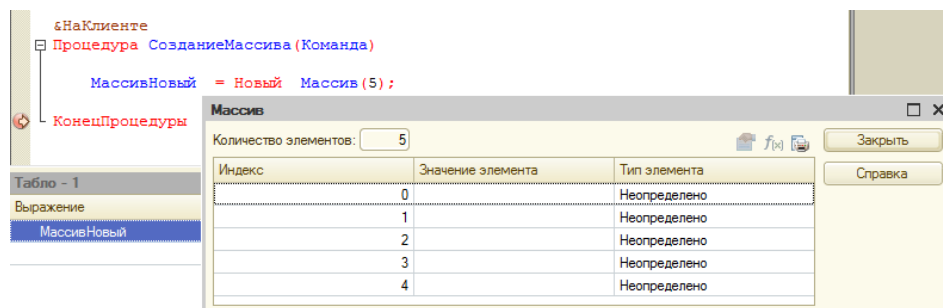 &НаКлиенте
Процедура СозданиеМассива(Команда)
МассивНовый = Новый Массив(5);
КонецПроцедуры
Массив
Количество элементов: 5
Закрыть
Справка
Индекс Значение элемента Тип элемента
0 Неопределено
1 Неопределено
2 Неопределено
3 Неопределено
4 Неопределено
Табло - 1
Выражение
МассивНовый